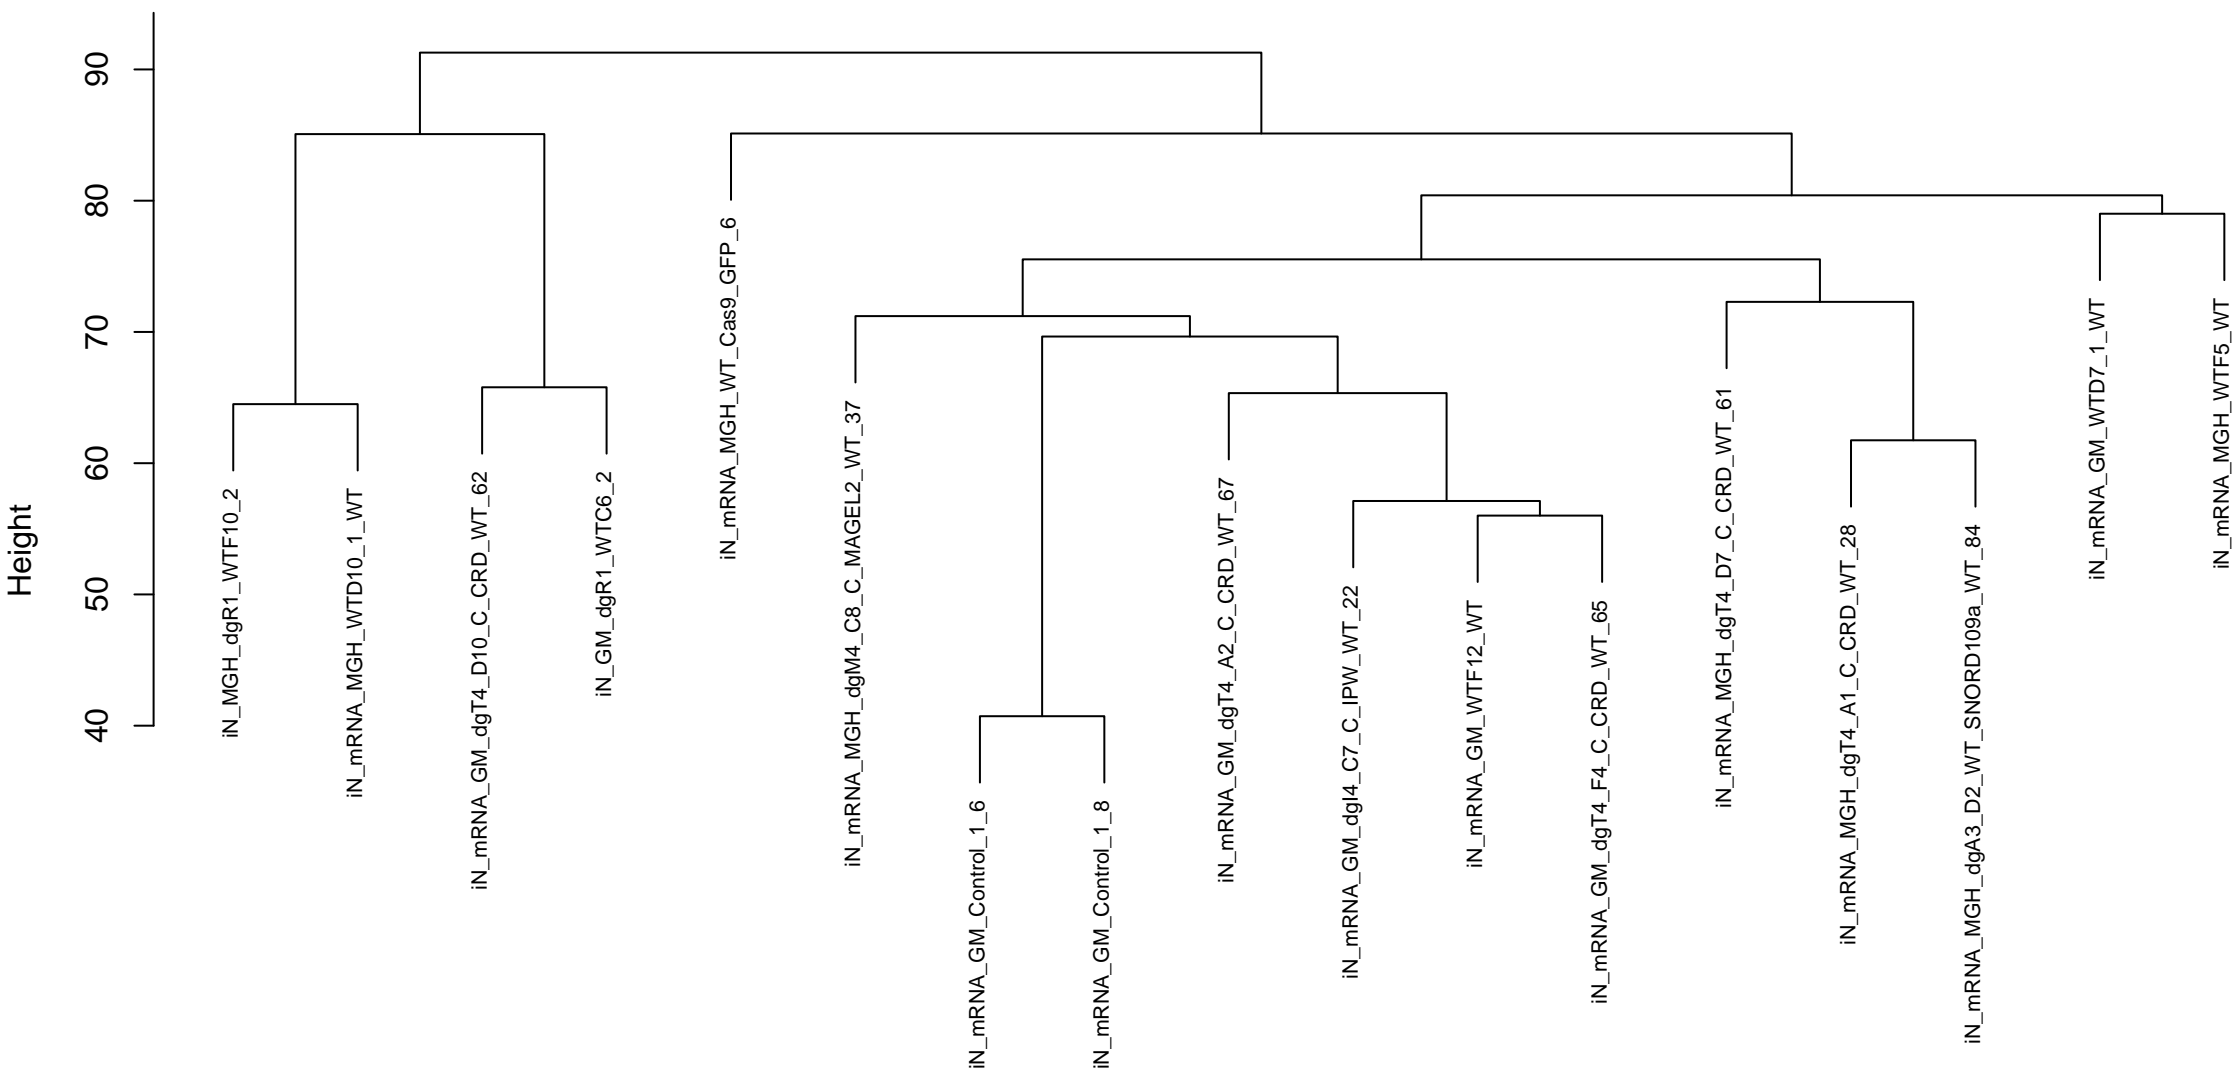 Height
90
80
70
60
50
40
iN_MGH_dgR1_WTF10_2
iN_mRNA_MGH_WTD10_1_WT
iN_mRNA_GM_dgT4_D10_C_CRD_WT_62
iN_GM_dgR1_WTC6_2
iN_mRNA_MGH_WT_Cas9_GFP_6
iN_mRNA_MGH_dgM4_C8_C_MAGEL2_WT_37
iN_mRNA_GM_Control_1_6
iN_mRNA_GM_Control_1_8
iN_mRNA_GM_dgT4_A2_C_CRD_WT_67
iN_mRNA_GM_dgI4_C7_C_IPW_WT_22
iN_mRNA_GM_WTF12_WT
iN_mRNA_GM_dgT4_F4_C_CRD_WT_65
iN_mRNA_MGH_dgT4_D7_C_CRD_WT_61
iN_mRNA_MGH_dgT4_A1_C_CRD_WT_28
iN_mRNA_MGH_dgA3_D2_WT_SNORD109a_WT_84
iN_mRNA_GM_WTD7_1_WT
iN_mRNA_MGH_WTF5_WT